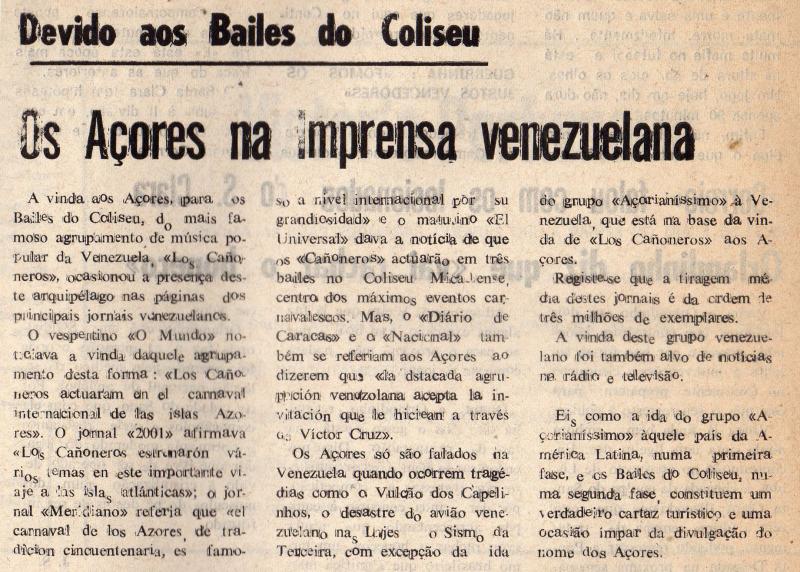 Devido aos Bailes do Coliseu
Os Açores na imprensa venezuelana
A vinda aos Açores, para os
Bailes do Coliseu, do mais fa-
moso agrupamento de música po-
pular da Venezuela «Los Caño-
neros», ocasionou a presença des-
te arquipélago nas páginas dos
principais jornais venezuelanos.
O vespentino «O Mundo» no-
ticiava a vinda daquele agrupa-
mento desta forma : «Los Caño-
neros actuaram en el carnaval
internacional de las islas Azo-
res». O jornal «2001» afirmava
«Los Cañoneros estrunarón vá-
rios temas en este importante vi-
aje a las islas atlánticas»; o jor-
nal «Meridiano» referia que «el
carnaval de los Azores, de tra-
dicion cincuentenaria, es famo-
so a nivel internacional por su
grandiosidad» e o matutino «El
Universal» dava a notícia de que
os «Cañoneros» actuarão em três
bailes no Coliseu Micaelense,
centro dos máximos eventos car-
navalescos. Mas, o «Diário de
Caracas» e o «Nacional» tam-
bém se referiam aos Açores ao
dizerem que «la dstacada agru-
ppición venezolana acepta la in-
vitación que le hiciean a través
de Víctor Cruz».
Os Açores só são falados na
Venezuela quando ocorrem tragé-
dias como o Vulcão dos Capeli-
nhos, o desastre do avião vene-
zuelano nas Lajes o Sismo da
Terceira, com excepção da ida
do grupo «Açorianíssimo» à Ve-
nezuela, que está na base da vin-
da de «Los Cañoneros» aos A-
çores.
Registe-se que a tiragem mé-
dia destes jornais é da ordem de
três milhões de exemplares.
A vinda deste grupo venezue-
lano foi também alvo de notícias
na rádio e televisão.
Eis como a ida do grupo «A-
çorianíssimo» àquele país da A-
mérica Latina, numa primeira
fase, e os Bailes do Coliseu, nu-
ma segunda fase, constituem um
verdadeiro cartaz turístico e uma
ocasião ímpar da divulgação do
nome dos Açores.